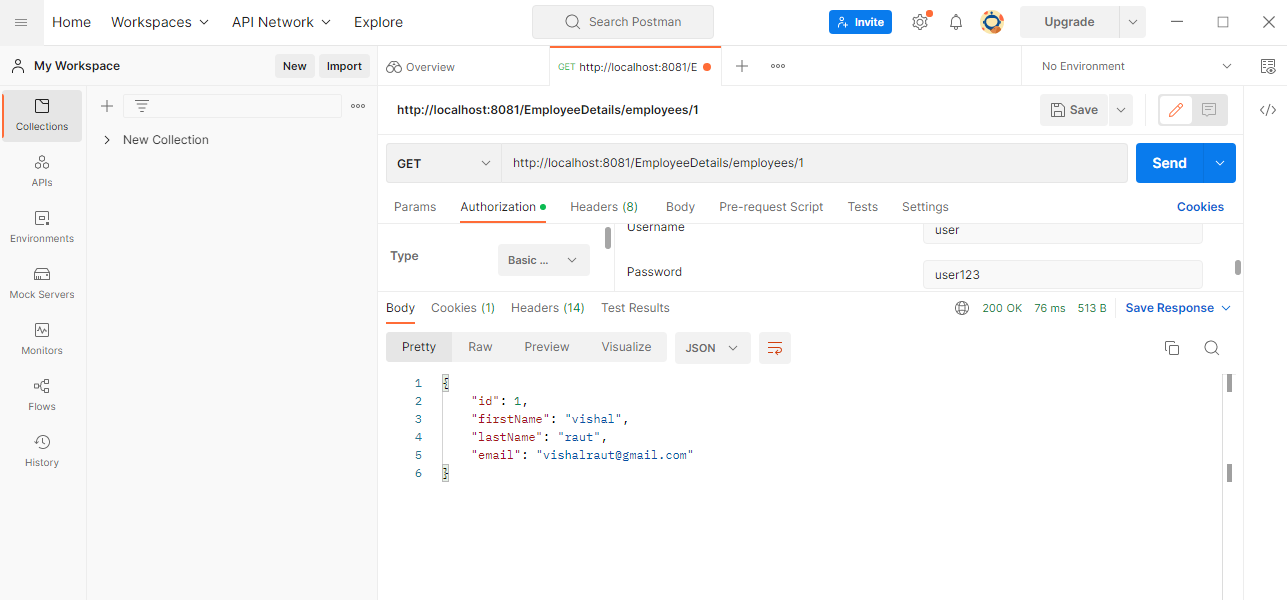 Home Workspaces API Network Explore Search Postman Invite Upgrade
My Workspace New Import Overview GET http://localhost:8081/E No Environment
http://localhost:8081/EmployeeDetails/employees/1 Save
Collections
New Collection
GET http://localhost:8081/EmployeeDetails/employees/1 Send
APIs
Params Authorization Headers (8) Body Pre-request Script Tests Settings Cookies
Environments
Username user
Type Basic ...
Password user123
Mock Servers
Body Cookies (1) Headers (14) Test Results 200 OK 76 ms 513 B Save Response
Monitors
Pretty Raw Preview Visualize JSON
1 {
2 "id": 1,
Flows
3 "firstName": "vishal",
4 "lastName": "raut",
5 "email": "vishalraut@gmail.com"
History
6 }